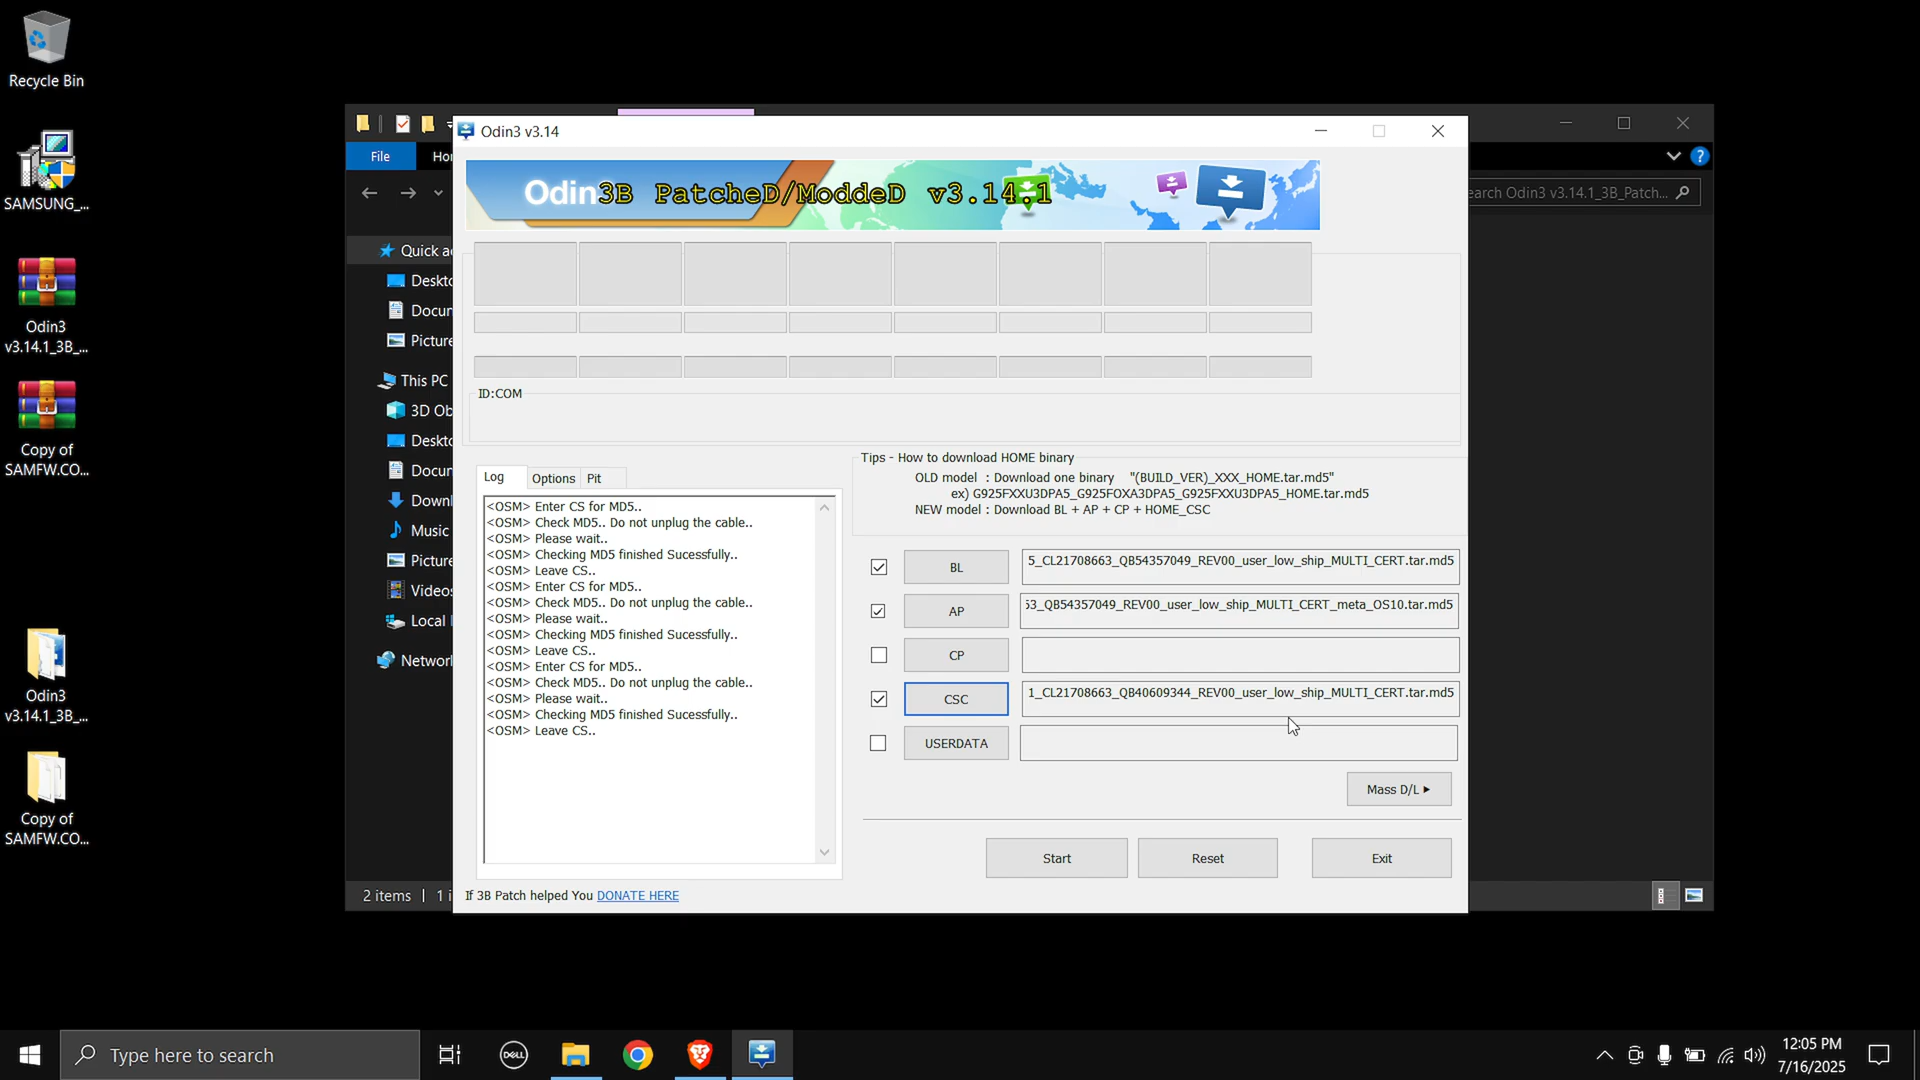 Recycle Bin
SAMSUNG_...
Odin3
v3.14.1_3B_...
Copy of
SAMFW.CO...
Odin3
v3.14.1_3B_...
Copy of
SAMFW.CO...
File
Hor
Search Odin3 v3.14.1_3B_Patch...
Quick ac
Deskto
Docum
Picture
This PC
3D Ob
Deskto
Docum
Downl
Music
Picture
Videos
Local
Network
2 items
1 i
Odin3 v3.14
Odin3B PatcheD/ModdeD v3.14.1
ID:COM
Log
Options
Pit
<OSM> Enter CS for MD5..
<OSM> Check MD5.. Do not unplug the cable..
<OSM> Please wait..
<OSM> Checking MD5 finished Sucessfully..
<OSM> Leave CS..
<OSM> Enter CS for MD5..
<OSM> Check MD5.. Do not unplug the cable..
<OSM> Please wait..
<OSM> Checking MD5 finished Sucessfully..
<OSM> Leave CS..
<OSM> Enter CS for MD5..
<OSM> Check MD5.. Do not unplug the cable..
<OSM> Please wait..
<OSM> Checking MD5 finished Sucessfully..
<OSM> Leave CS..
Tips - How to download HOME binary
OLD model : Download one binary "(BUILD_VER)_XXX_HOME.tar.md5"
ex) G925FXXU3DPA5_G925FOXA3DPA5_G925FXXU3DPA5_HOME.tar.md5
NEW model : Download BL + AP + CP + HOME_CSC
BL
5_CL21708663_QB54357049_REV00_user_low_ship_MULTI_CERT.tar.md5
AP
53_QB54357049_REV00_user_low_ship_MULTI_CERT_meta_OS10.tar.md5
CP
CSC
1_CL21708663_QB40609344_REV00_user_low_ship_MULTI_CERT.tar.md5
USERDATA
Mass D/L
Start
Reset
Exit
If 3B Patch helped You DONATE HERE
Type here to search
DELL
12:05 PM
7/16/2025